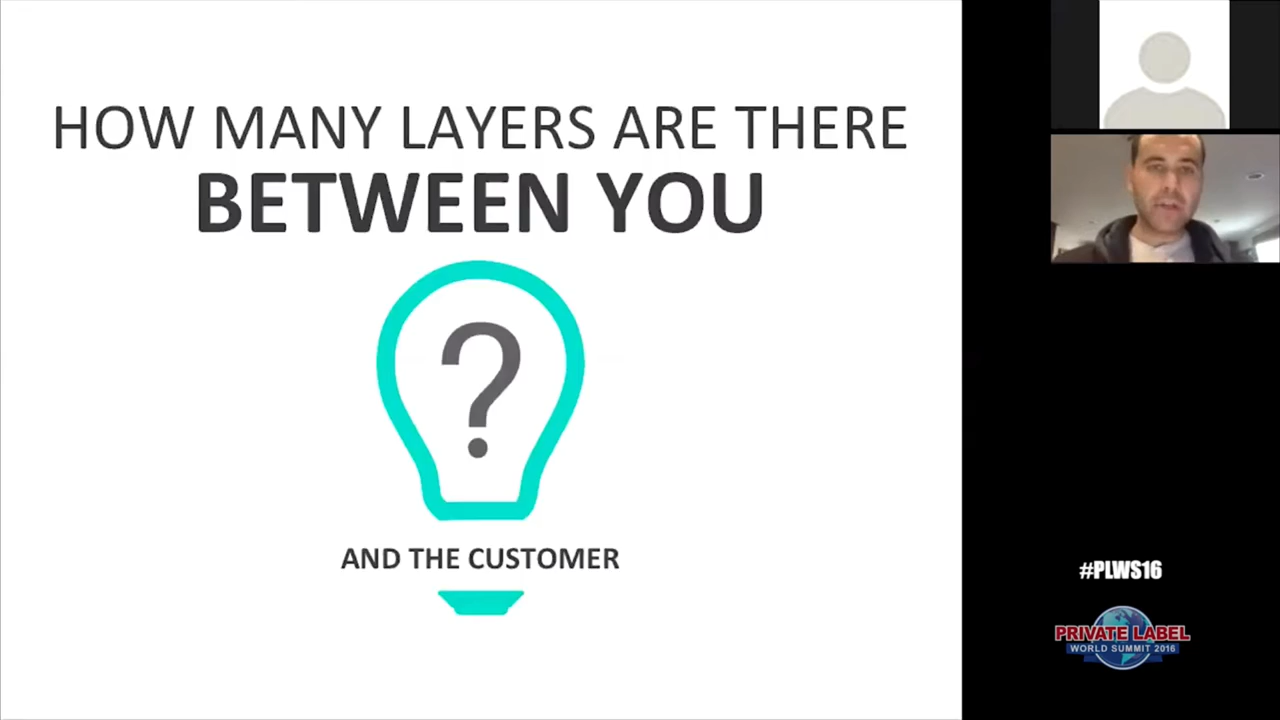 HOW MANY LAYERS ARE THERE
BETWEEN YOU
?
AND THE CUSTOMER
#PLWS16
PRIVATE LABEL
WORLD SUMMIT 2016